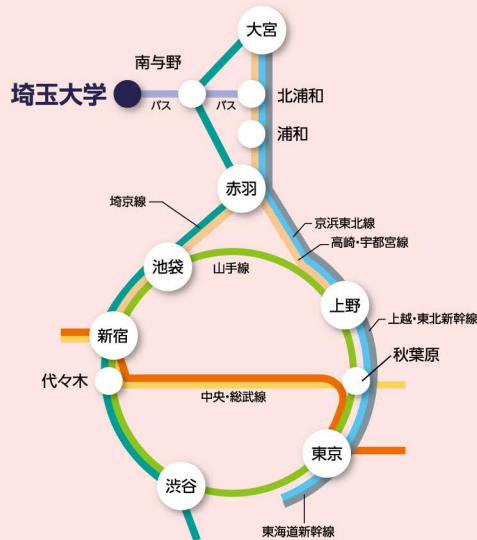 大宮
南与野
埼玉大学
バス
バス
北浦和
浦和
赤羽
埼京線
京浜東北線
高崎・宇都宮線
池袋
山手線
上野
上越・東北新幹線
新宿
秋葉原
代々木
中央・総武線
東京
渋谷
東海道新幹線